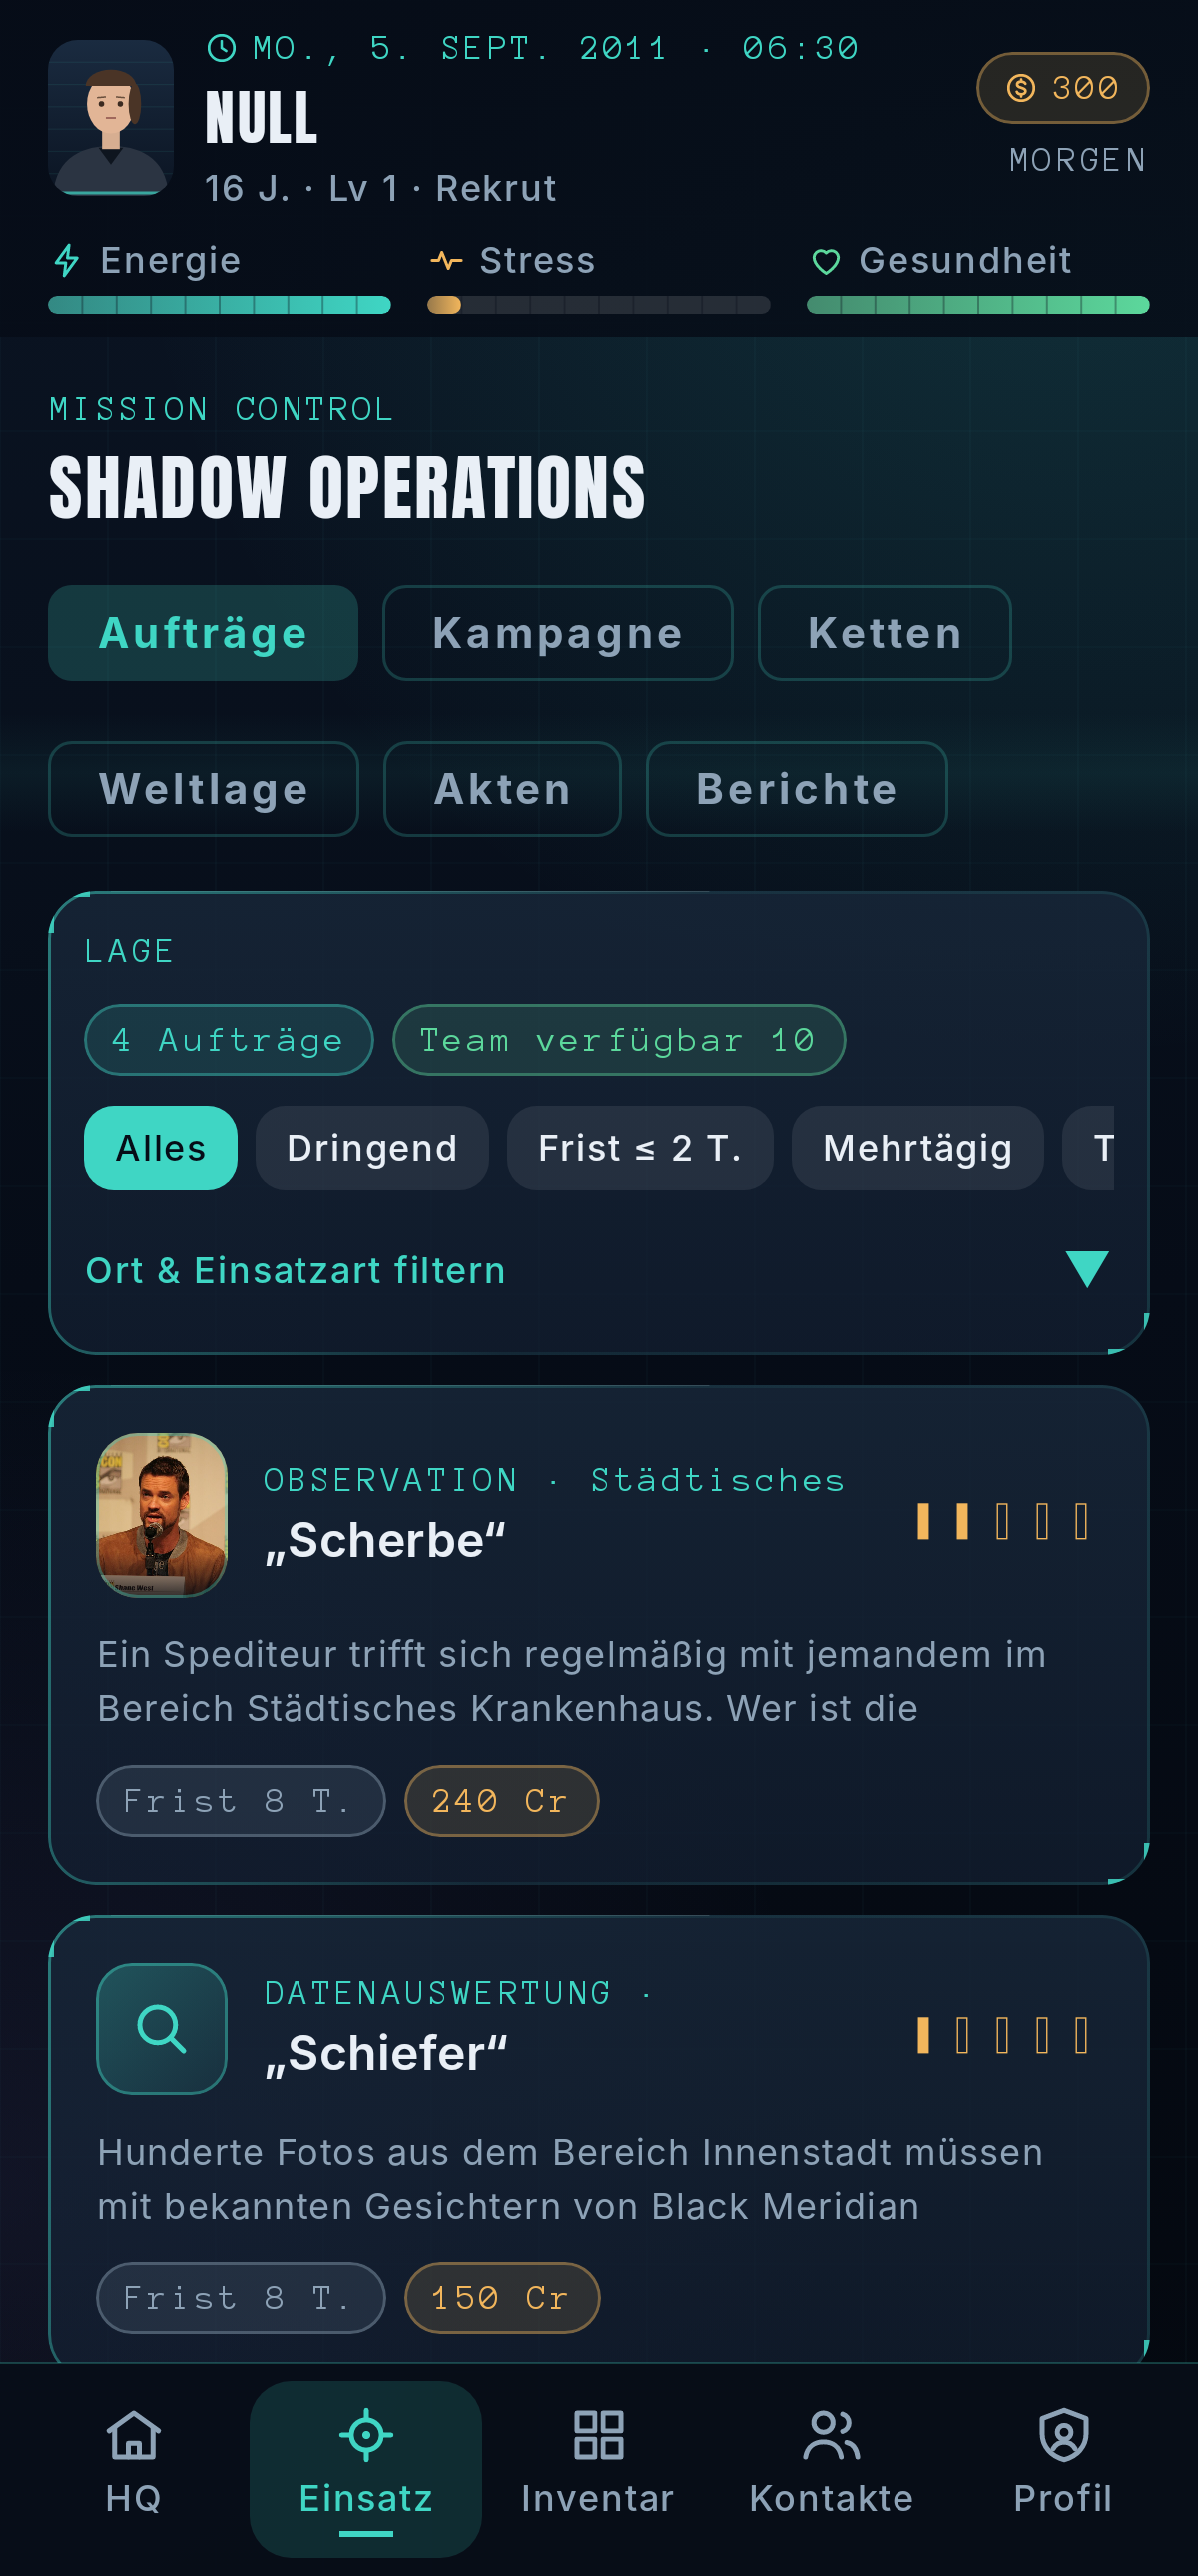 MO., 5. SEPT. 2011 · 06:30
NULL
16 J. · Lv 1 · Rekrut
300
MORGEN
Energie
Stress
Gesundheit
MISSION CONTROL
SHADOW OPERATIONS
Aufträge
Kampagne
Ketten
Weltlage
Akten
Berichte
LAGE
4 Aufträge
Team verfügbar 10
Alles
Dringend
Frist ≤ 2 T.
Mehrtägig
T
Ort & Einsatzart filtern
OBSERVATION · Städtisches
„Scherbe“
Shane West
Ein Spediteur trifft sich regelmäßig mit jemandem im
Bereich Städtisches Krankenhaus. Wer ist die
Frist 8 T.
240 Cr
DATENAUSWERTUNG ·
„Schiefer“
Hunderte Fotos aus dem Bereich Innenstadt müssen
mit bekannten Gesichtern von Black Meridian
Frist 8 T.
150 Cr
HQ
Einsatz
Inventar
Kontakte
Profil